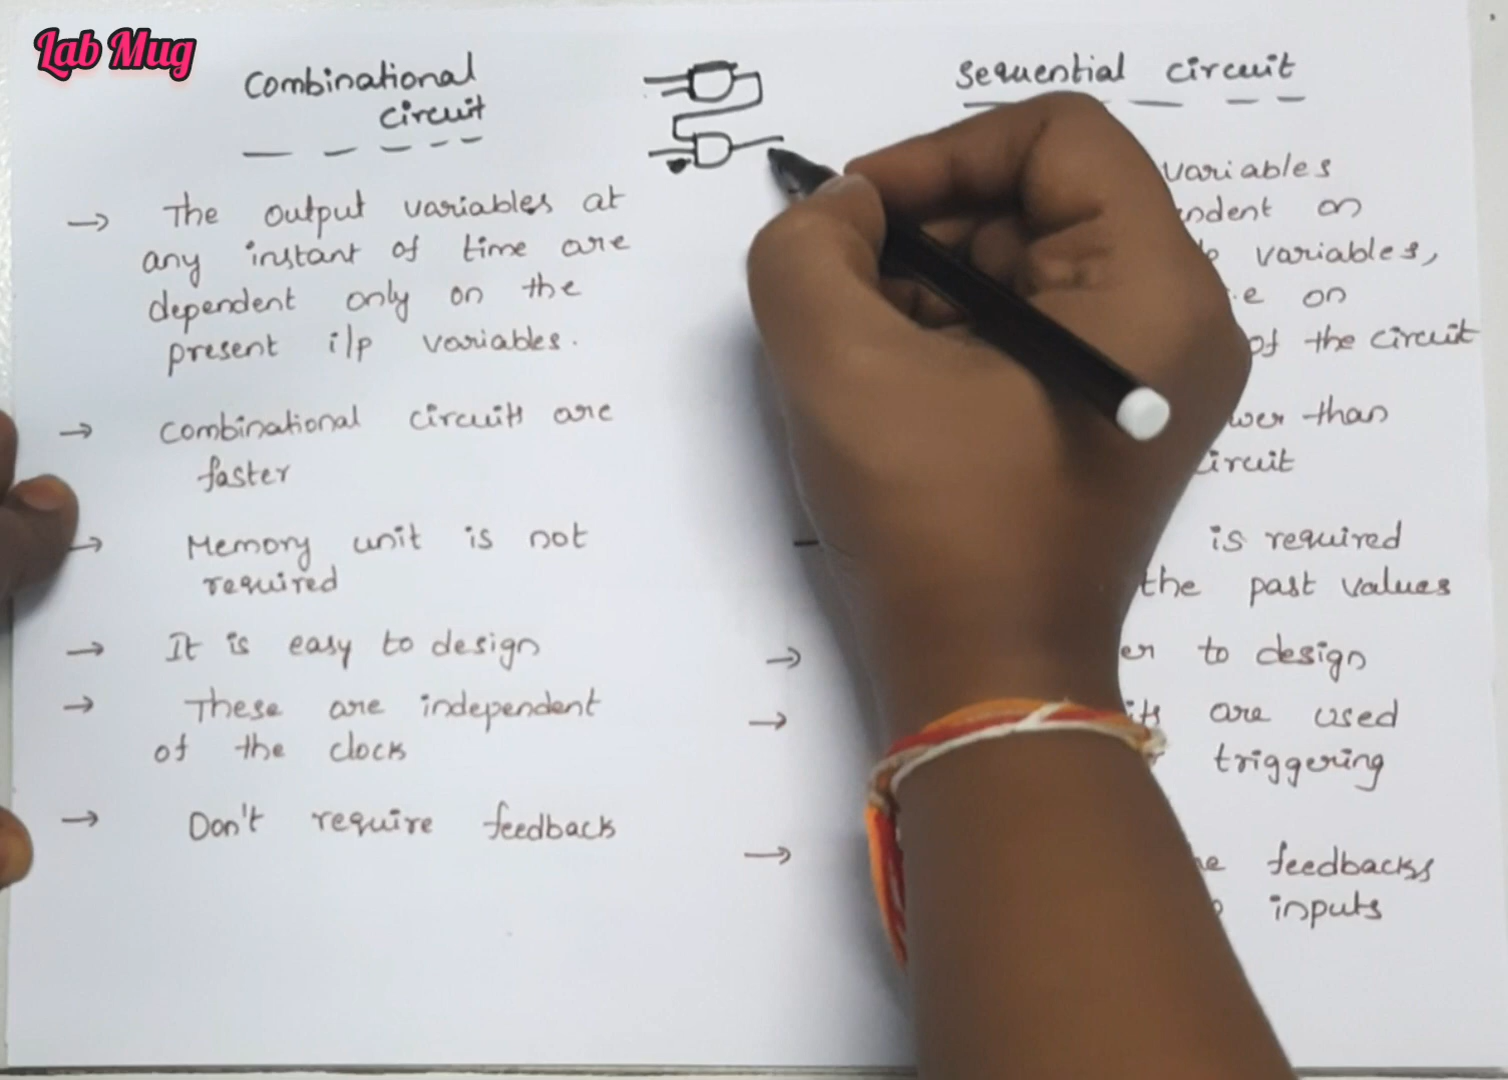 Lab Mug
Combinational
circuit
→ The output variables at
any instant of time are
dependent only on the
present i/p variables.
→ Combinational circuits are
faster
→ Memory unit is not
required
→ It is easy to design
→ These are independent
of the clock
→ Don't require feedback
Sequential circuit
variables
on
variables,
on
of the circuit
than
is required
the past values
→ to design
→ are used
triggering
→ feedbacks
inputs